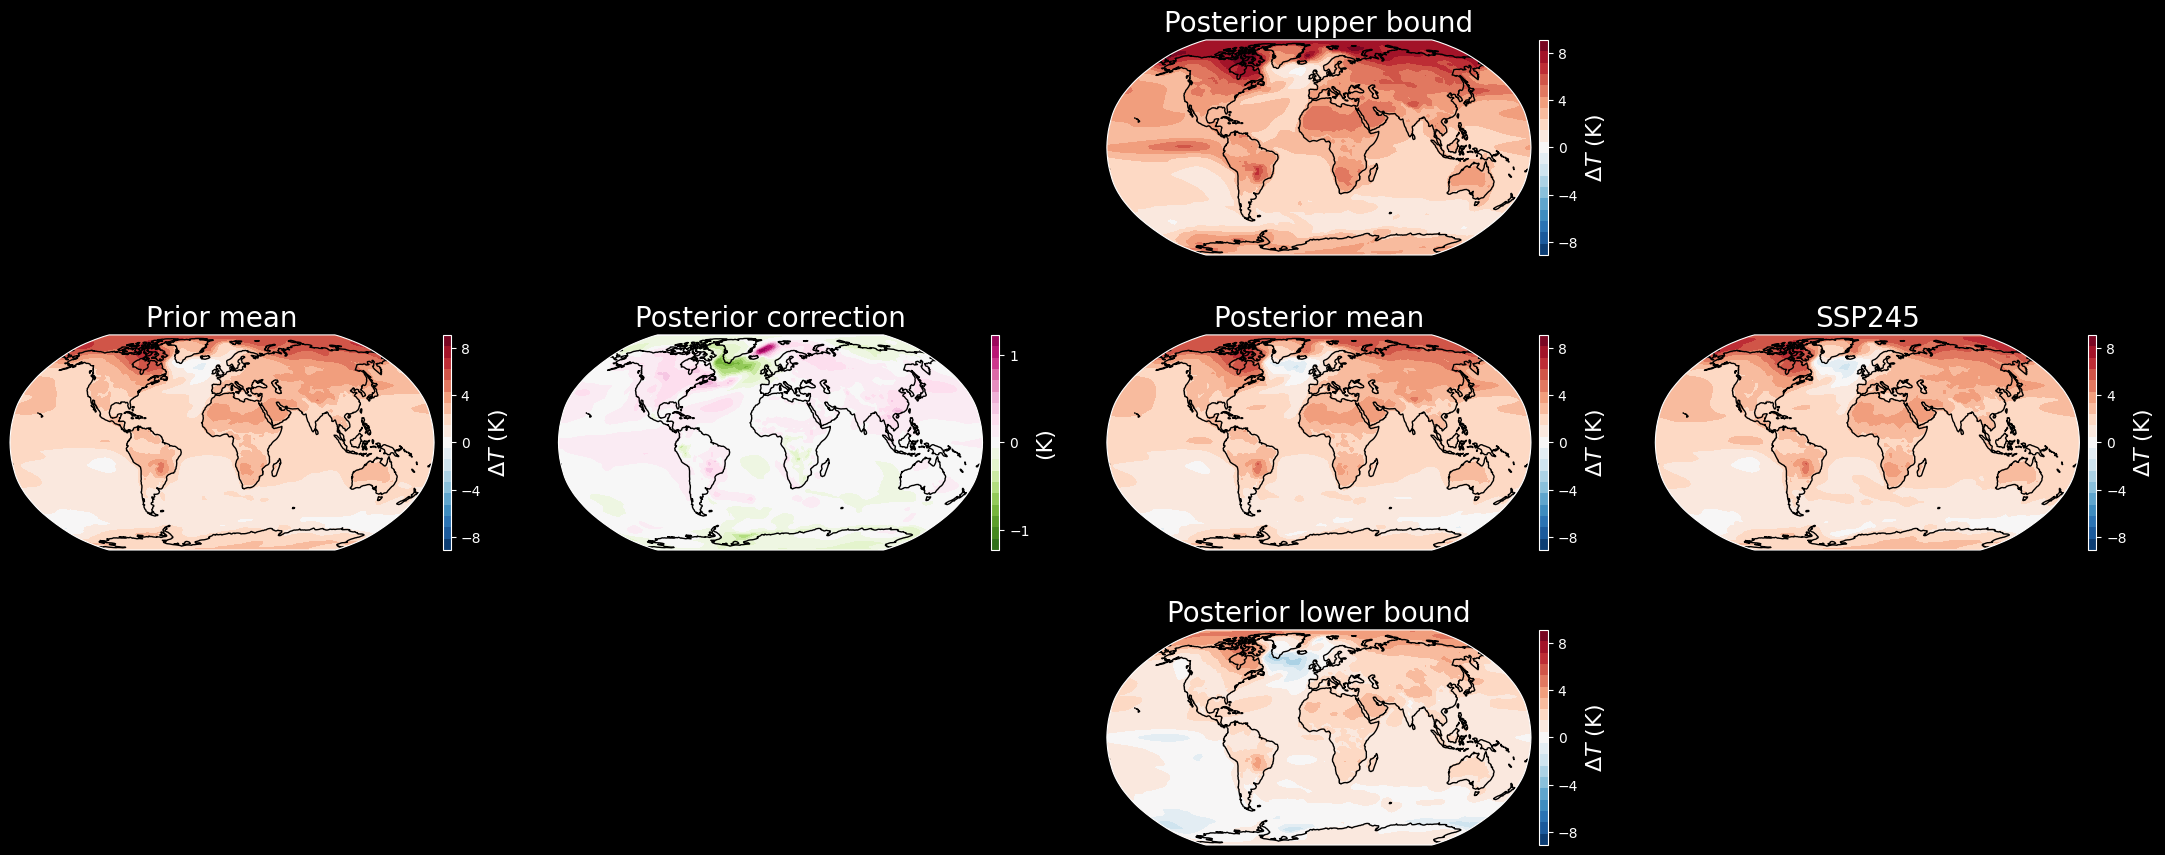 Posterior upper bound
8
4
0
−4
−8
ΔT (K)
Prior mean
8
4
0
−4
−8
ΔT (K)
Posterior correction
1
0
−1
(K)
Posterior mean
8
4
0
−4
−8
ΔT (K)
SSP245
8
4
0
−4
−8
ΔT (K)
Posterior lower bound
8
4
0
−4
−8
ΔT (K)